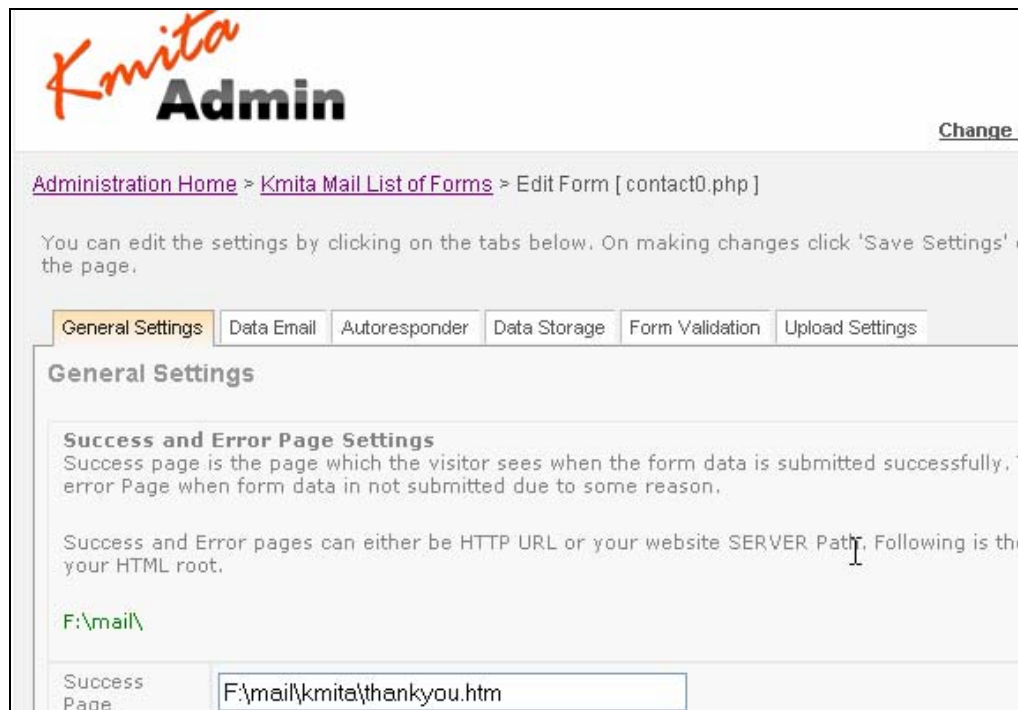 Kmita
Admin
Change
Administration Home > Kmita Mail List of Forms > Edit Form [ contact0.php ]
You can edit the settings by clicking on the tabs below. On making changes click 'Save Settings'
the page.
General Settings Data Email Autoresponder Data Storage Form Validation Upload Settings
General Settings
Success and Error Page Settings
Success page is the page which the visitor sees when the form data is submitted successfully.
error Page when form data in not submitted due to some reason.
Success and Error pages can either be HTTP URL or your website SERVER Path. Following is the
your HTML root.
F:\mail\
Success
Page
F:\mail\kmita\thankyou.htm